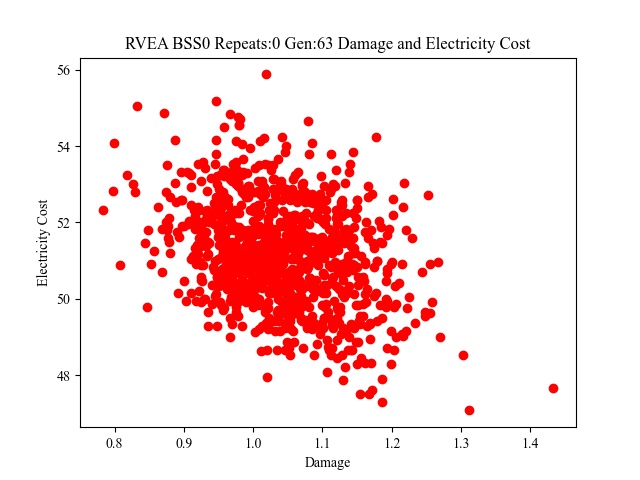 RVEA BSS0 Repeats:0 Gen:63 Damage and Electricity Cost
56
54
52
50
48
Electricity Cost
0.8 0.9 1.0 1.1 1.2 1.3 1.4
Damage